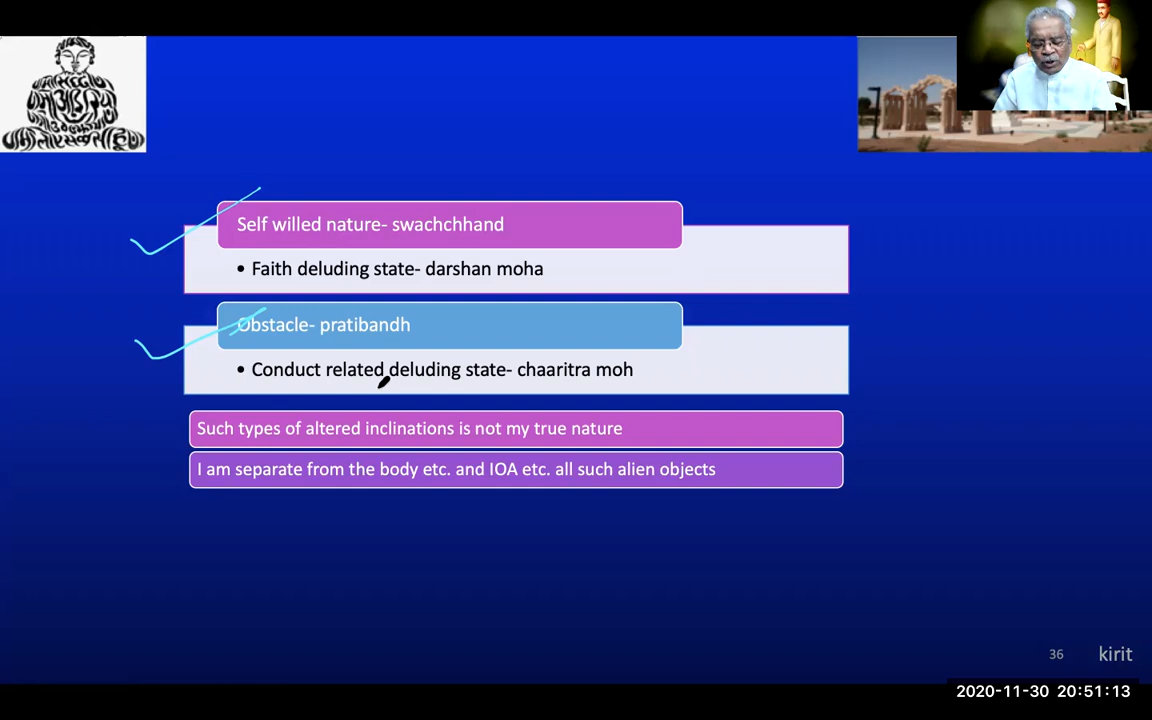 Self willed nature- swachchhand
• Faith deluding state- darshan moha
Obstacle- pratibandh
• Conduct related deluding state- chaaritra moh
Such types of altered inclinations is not my true nature
I am separate from the body etc. and IOA etc. all such alien objects
36 kirit
2020-11-30 20:51:13